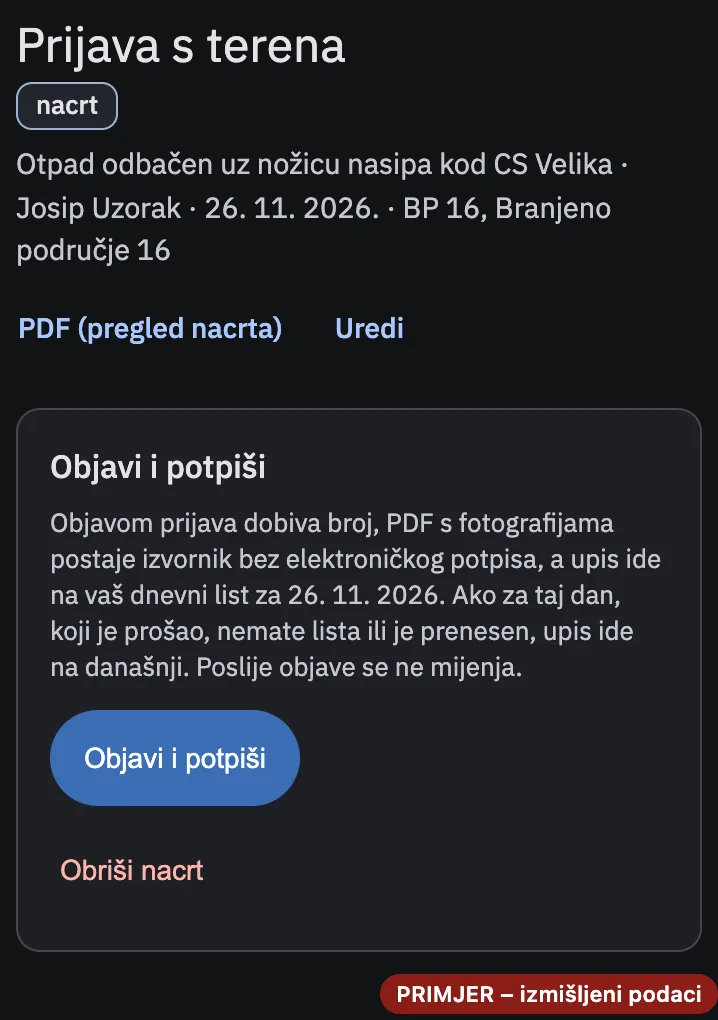 Prijava s terena
nacrt
Otpad odbačen uz nožicu nasipa kod CS Velika ·
Josip Uzorak · 26. 11. 2026. · BP 16, Branjeno
područje 16
PDF (pregled nacrta) Uredi
Objavi i potpiši
Objavom prijava dobiva broj, PDF s fotografijama
postaje izvornik bez elektroničkog potpisa, a upis ide
na vaš dnevni list za 26. 11. 2026. Ako za taj dan,
koji je prošao, nemate lista ili je prenesen, upis ide
na današnji. Poslije objave se ne mijenja.
Objavi i potpiši
Obriši nacrt
PRIMJER – izmišljeni podaci